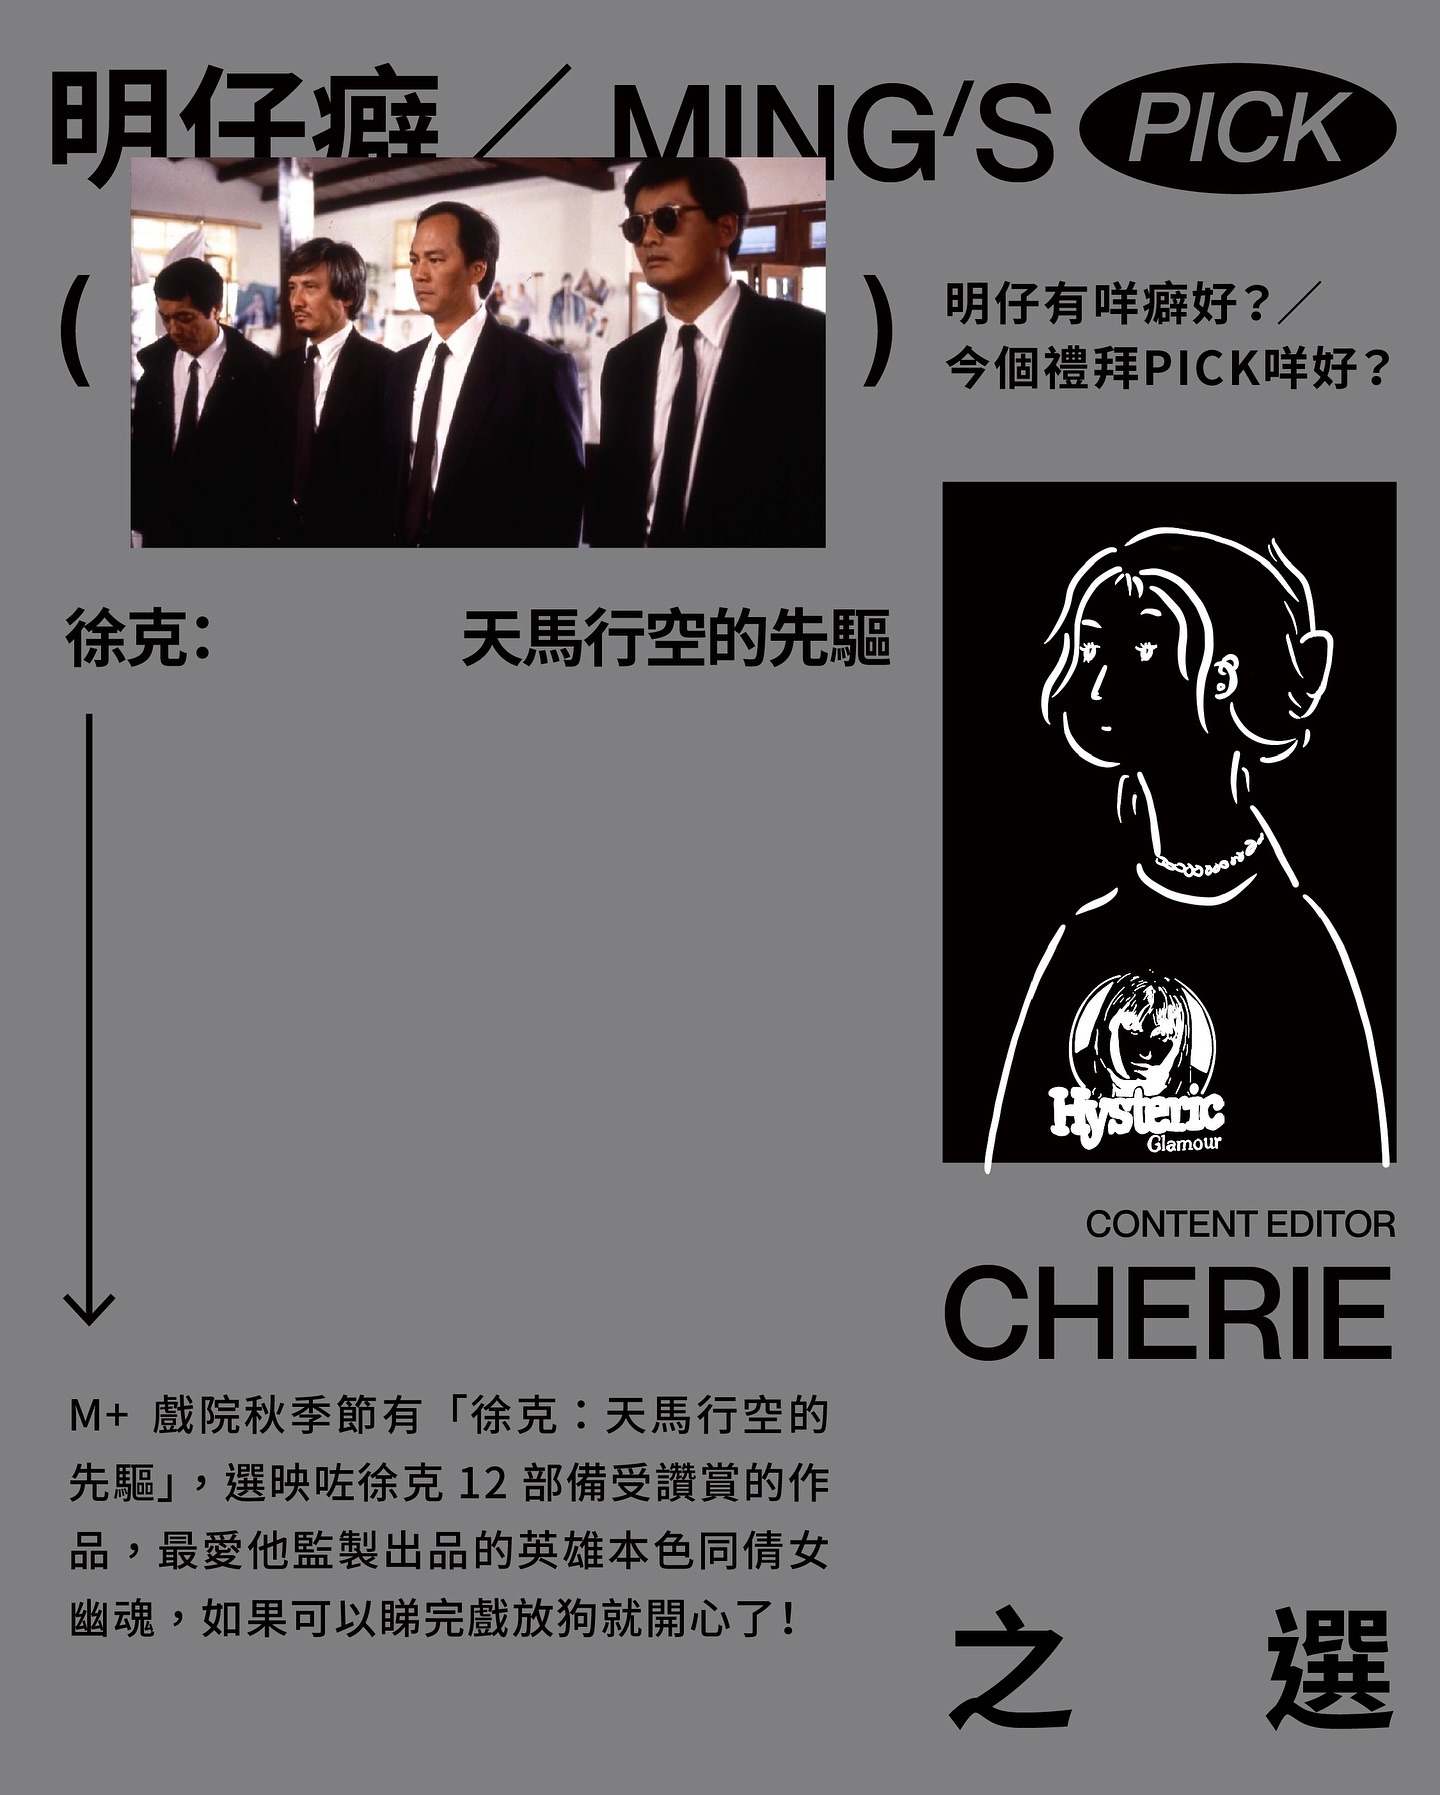 明仔癖／MING'S PICK
明仔有咩癖好？／
今個禮拜PICK咩好？
( )
徐克： 天馬行空的先驅
Hysteric
Glamour
CONTENT EDITOR
CHERIE
M+ 戲院秋季節有「徐克：天馬行空的
先驅」，選映咗徐克 12 部備受讚賞的作
品，最愛他監製出品的英雄本色同倩女
幽魂，如果可以睇完戲放狗就開心了！
之 選